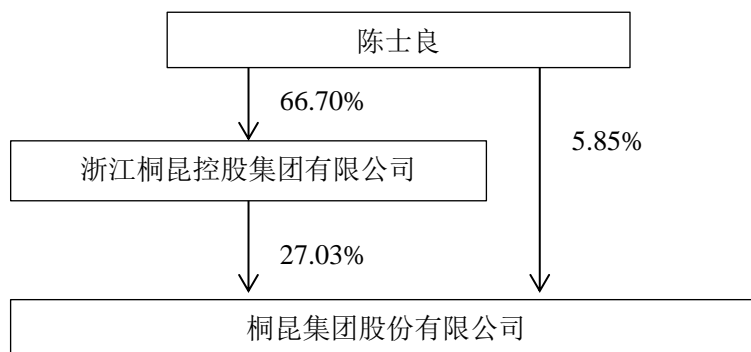 陈士良
66.70%
5.85%
浙江桐昆控股集团有限公司
27.03%
桐昆集团股份有限公司